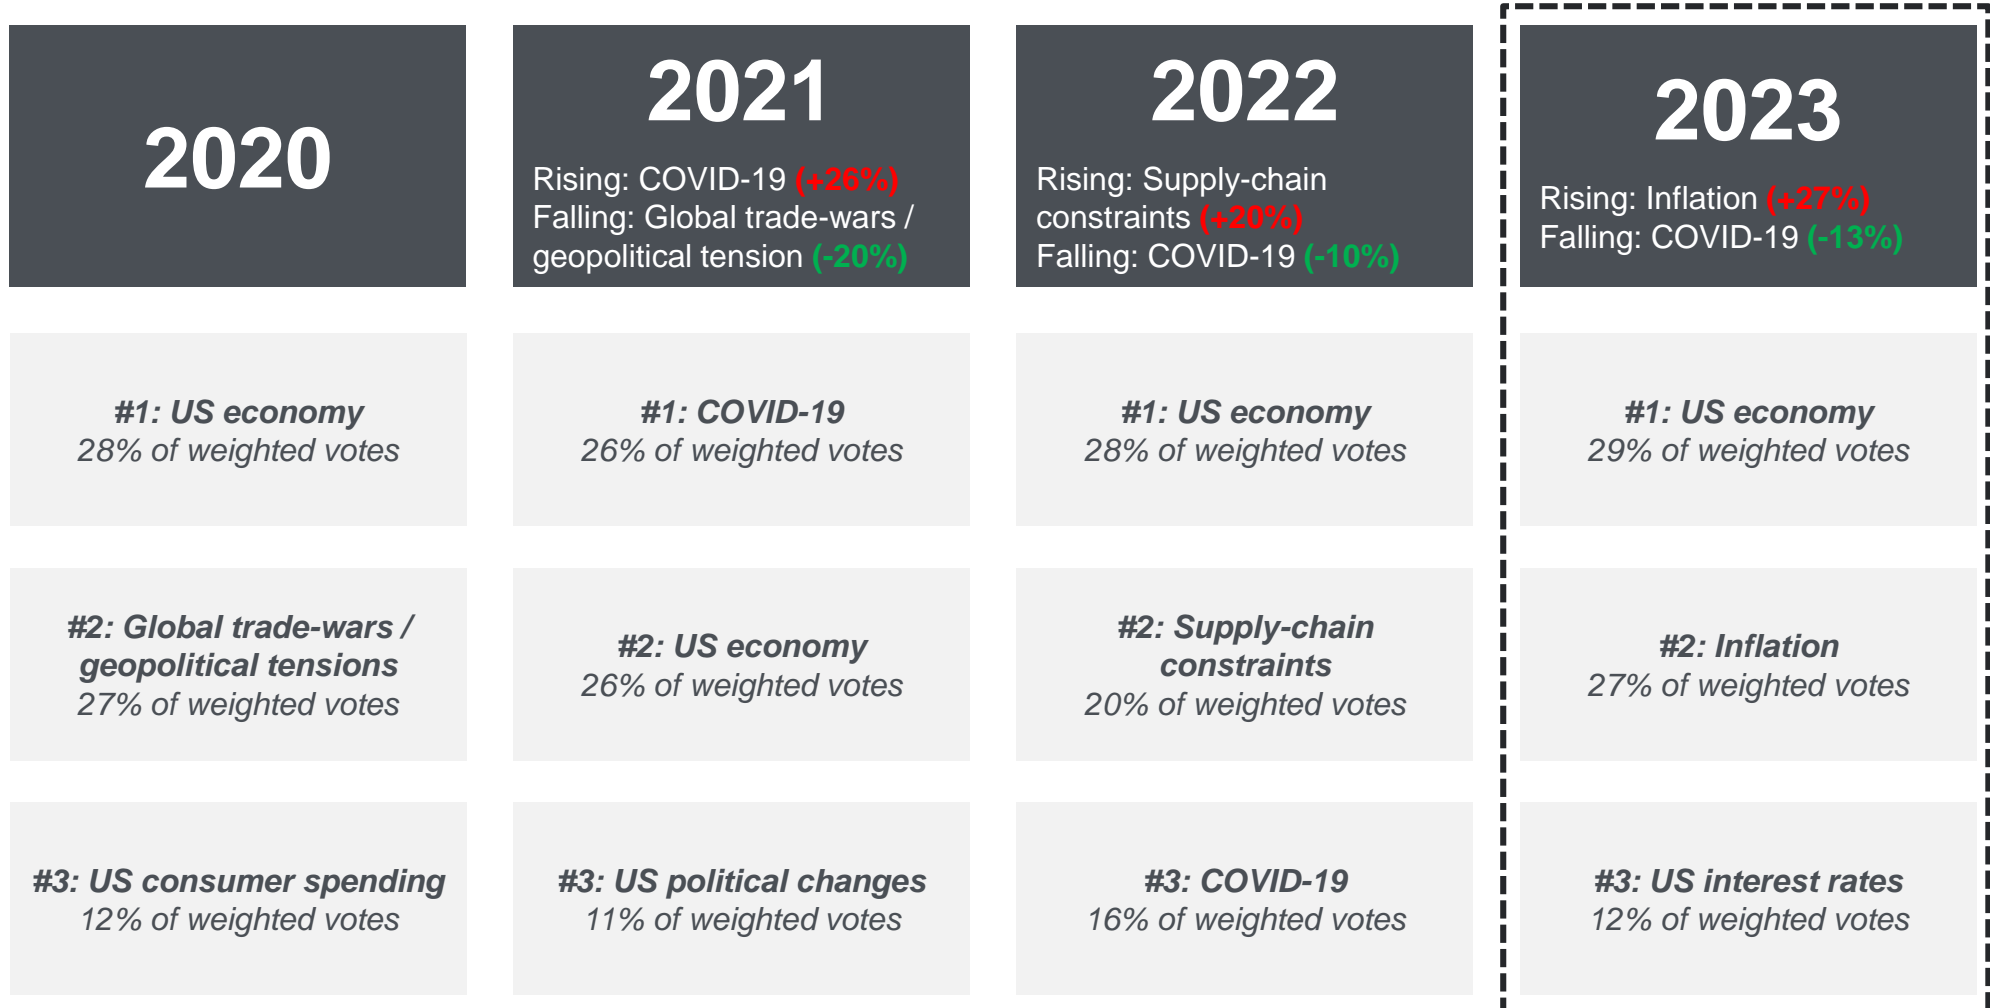 2020
2021
Rising: COVID-19 (+26%)
Falling: Global trade-wars /
geopolitical tension (-20%)
2022
Rising: Supply-chain
constraints (+20%)
Falling: COVID-19 (-10%)
2023
Rising: Inflation (+27%)
Falling: COVID-19 (-13%)
#1: US economy
28% of weighted votes
#1: COVID-19
26% of weighted votes
#1: US economy
28% of weighted votes
#1: US economy
29% of weighted votes
#2: Global trade-wars /
geopolitical tensions
27% of weighted votes
#2: US economy
26% of weighted votes
#2: Supply-chain
constraints
20% of weighted votes
#2: Inflation
27% of weighted votes
#3: US consumer spending
12% of weighted votes
#3: US political changes
11% of weighted votes
#3: COVID-19
16% of weighted votes
#3: US interest rates
12% of weighted votes